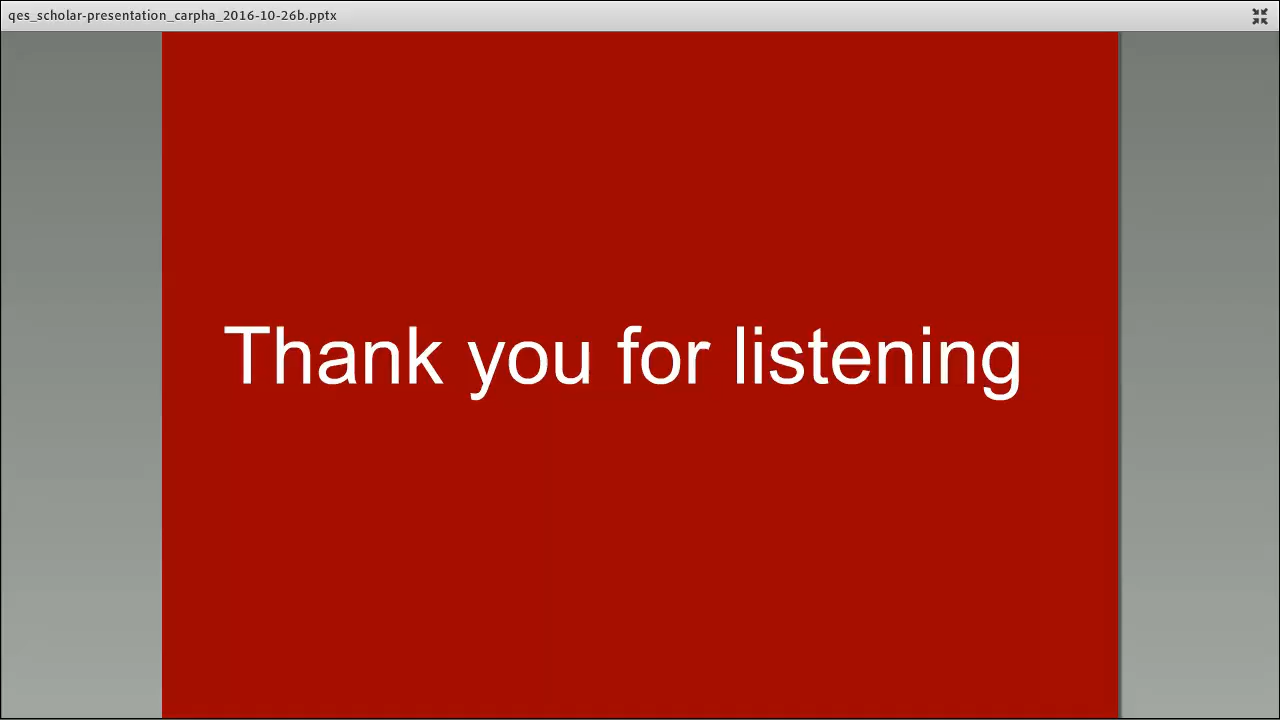 qes_scholar-presentation_carpha_2016-10-26b.pptx
Thank you for listening